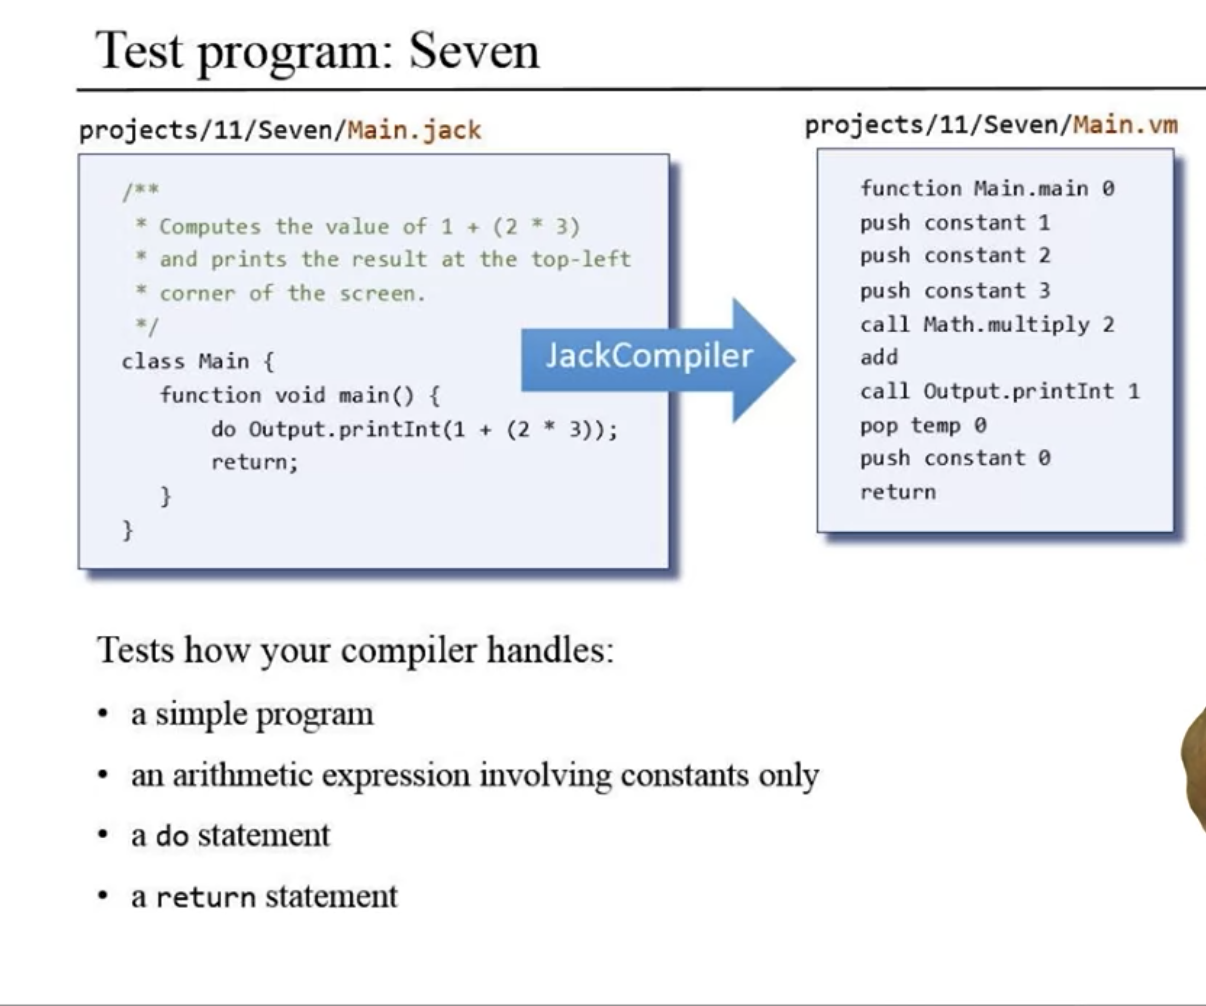 Test program: Seven
projects/11/Seven/Main.jack
/**
 * Computes the value of 1 + (2 * 3)
 * and prints the result at the top-left
 * corner of the screen.
 */
class Main {
   function void main() {
       do Output.printInt(1 + (2 * 3));
       return;
   }
}
JackCompiler
projects/11/Seven/Main.vm
function Main.main 0
push constant 1
push constant 2
push constant 3
call Math.multiply 2
add
call Output.printInt 1
pop temp 0
push constant 0
return
Tests how your compiler handles:
• a simple program
• an arithmetic expression involving constants only
• a do statement
• a return statement